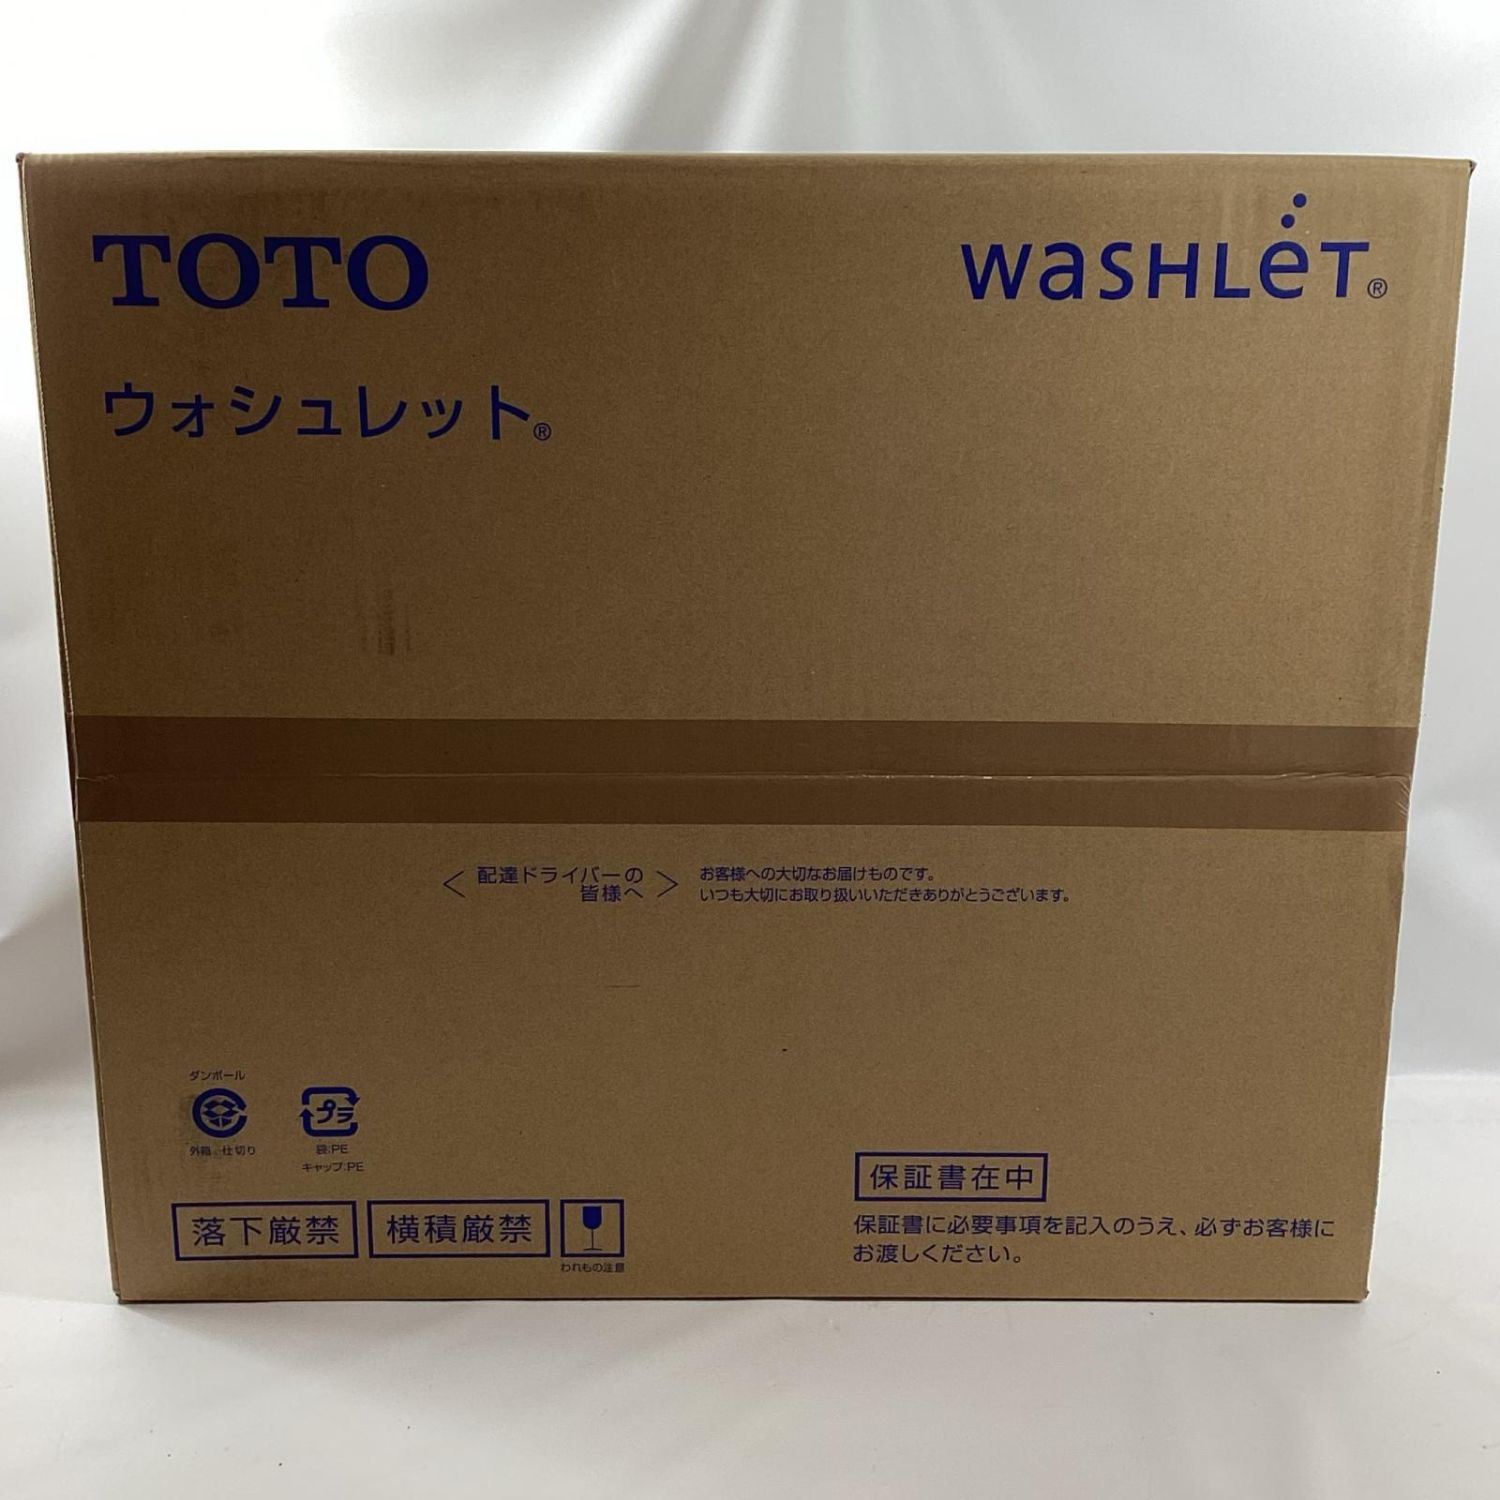 TOTO
WASHLET®
ウォシュレット®
＜ 配達ドライバーの
皆様へ ＞
お客様への大切なお届けものです。
いつも大切にお取り扱いいただきありがとうございます。
ダンボール
外箱 仕切り
プラ
袋:PE
キャップ:PE
落下厳禁
横積厳禁
われもの注意
保証書在中
保証書に必要事項を記入のうえ、必ずお客様に
お渡しください。